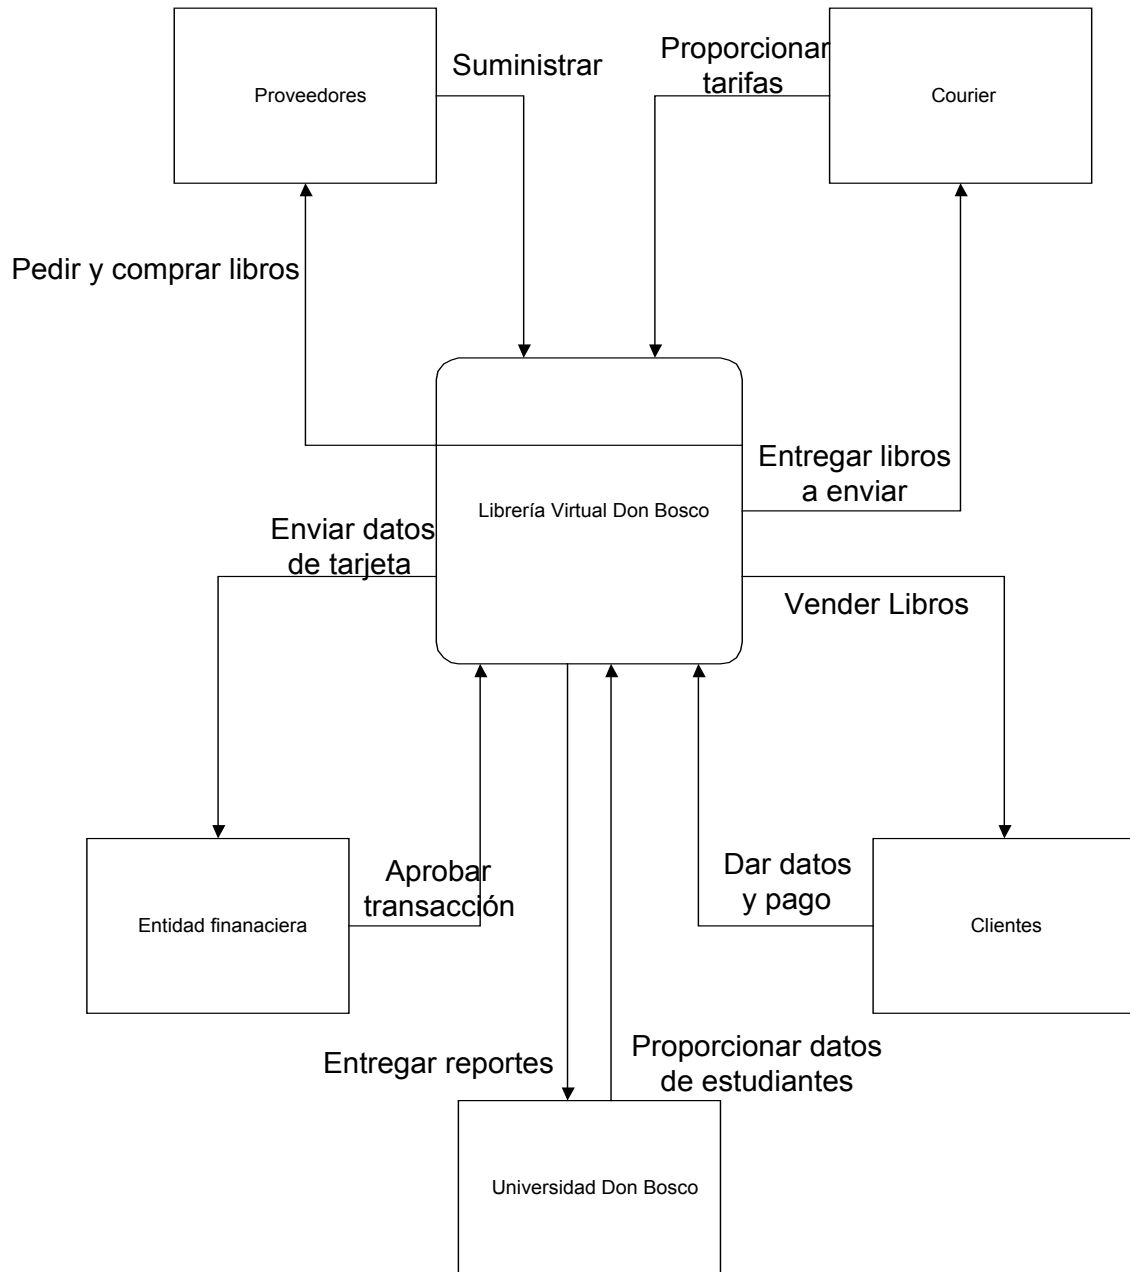 Proveedores
Suministrar
Proporcionar
tarifas
Courier
Pedir y comprar libros
Entregar libros
a enviar
Librería Virtual Don Bosco
Enviar datos
de tarjeta
Vender Libros
Entidad finanaciera
Aprobar
transacción
Dar datos
y pago
Clientes
Entregar reportes
Proporcionar datos
de estudiantes
Universidad Don Bosco